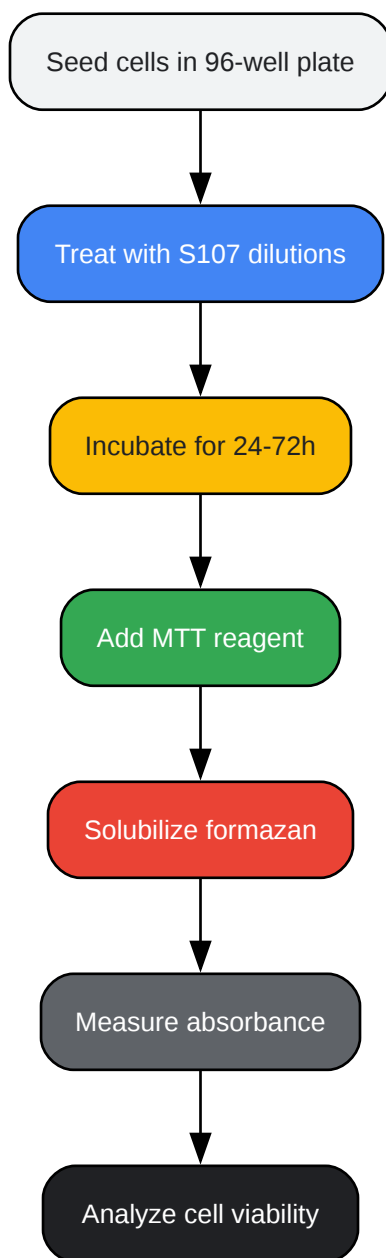 Seed cells in 96-well plate
Treat with S107 dilutions
Incubate for 24-72h
Add MTT reagent
Solubilize formazan
Measure absorbance
Analyze cell viability